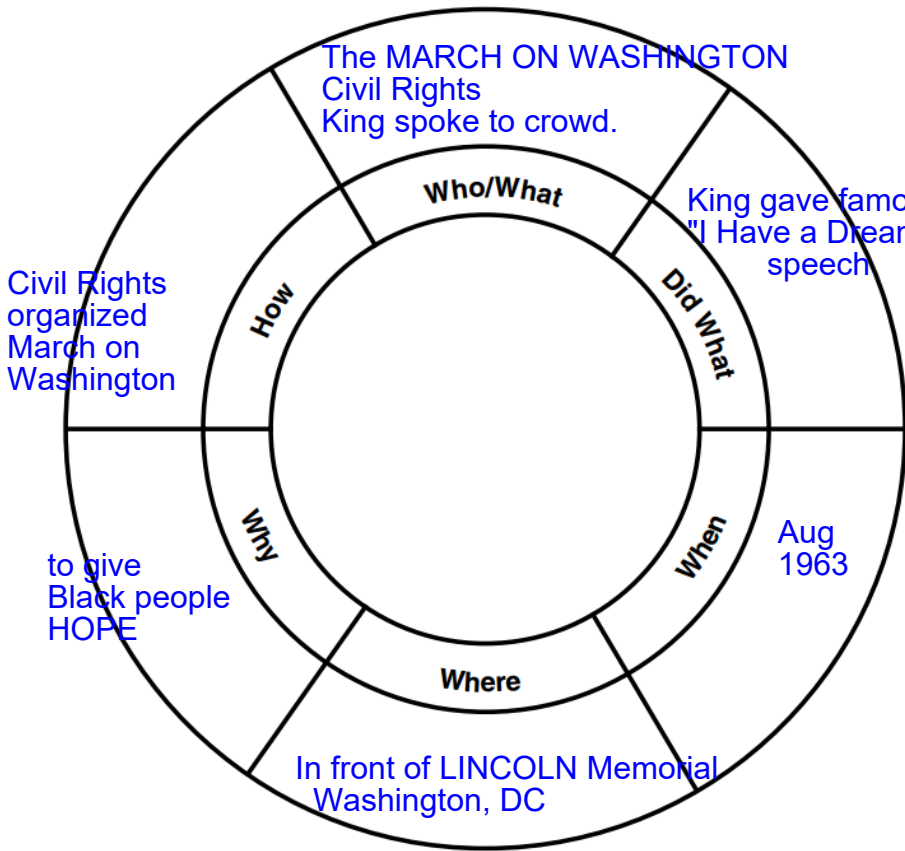 The MARCH ON WASHINGTON
Civil Rights
King spoke to crowd.
Who/What
King gave famo
"I Have a Drear
speech
Did What
When
Aug
1963
Where
In front of LINCOLN Memorial
Washington, DC
Why
to give
Black people
HOPE
How
Civil Rights
organized
March on
Washington